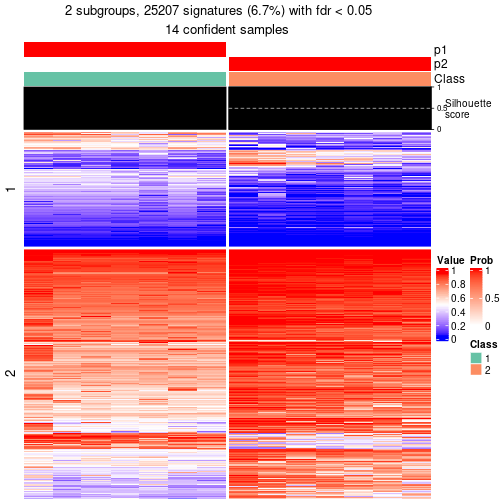 2 subgroups, 25207 signatures (6.7%) with fdr < 0.05
14 confident samples
p1
p2
Class
1
0.5
0
Silhouette
score
1
2
Value
1
0.8
0.6
0.4
0.2
0
Prob
1
0.5
0
Class
1
2